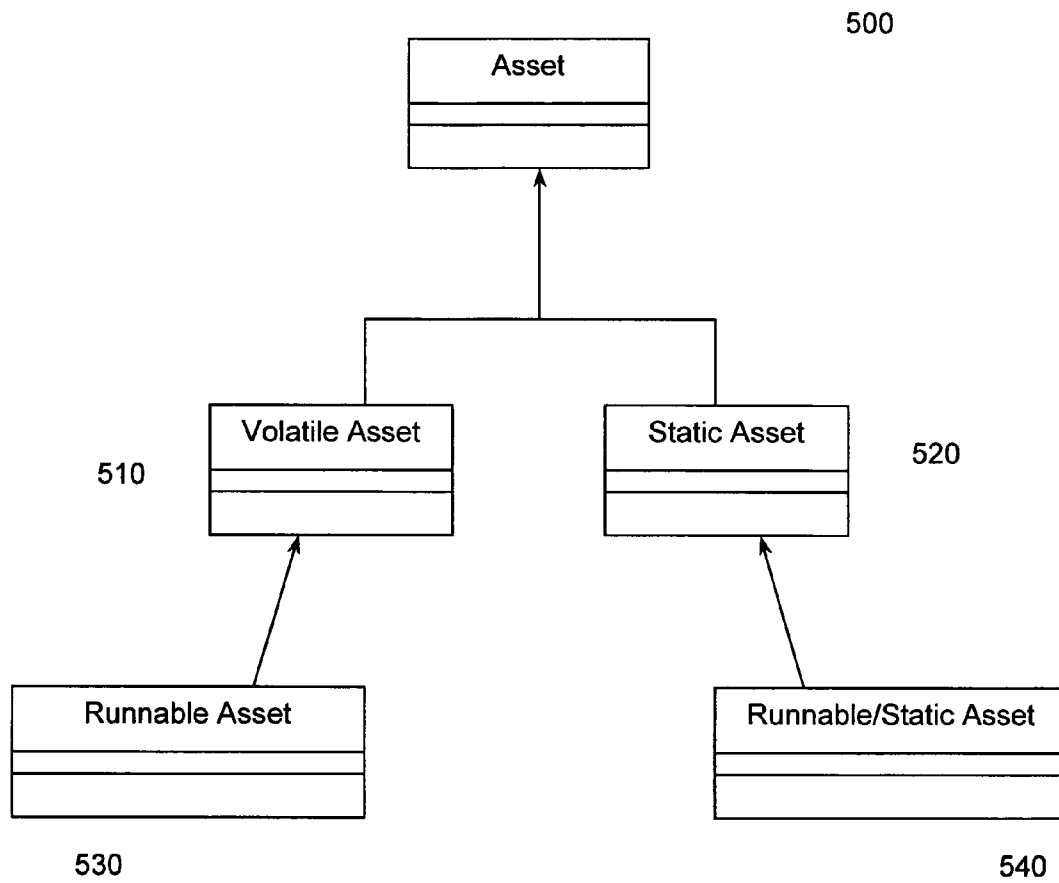 500
Asset
Volatile Asset
Static Asset
510
520
Runnable Asset
Runnable/Static Asset
530
540